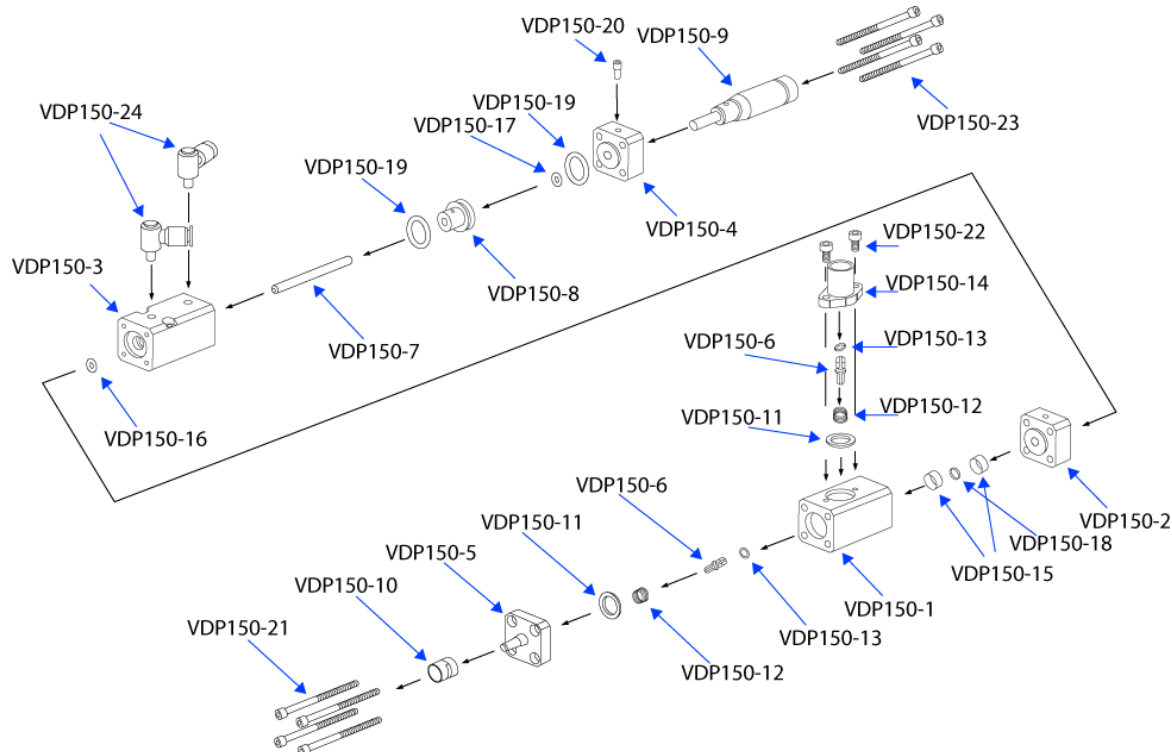 VDP150-20
VDP150-9
VDP150-24
VDP150-19
VDP150-17
VDP150-23
VDP150-19
VDP150-4
VDP150-22
VDP150-3
VDP150-14
VDP150-8
VDP150-6
VDP150-13
VDP150-7
VDP150-12
VDP150-11
VDP150-16
VDP150-6
VDP150-2
VDP150-11
VDP150-18
VDP150-5
VDP150-15
VDP150-10
VDP150-1
VDP150-21
VDP150-13
VDP150-12